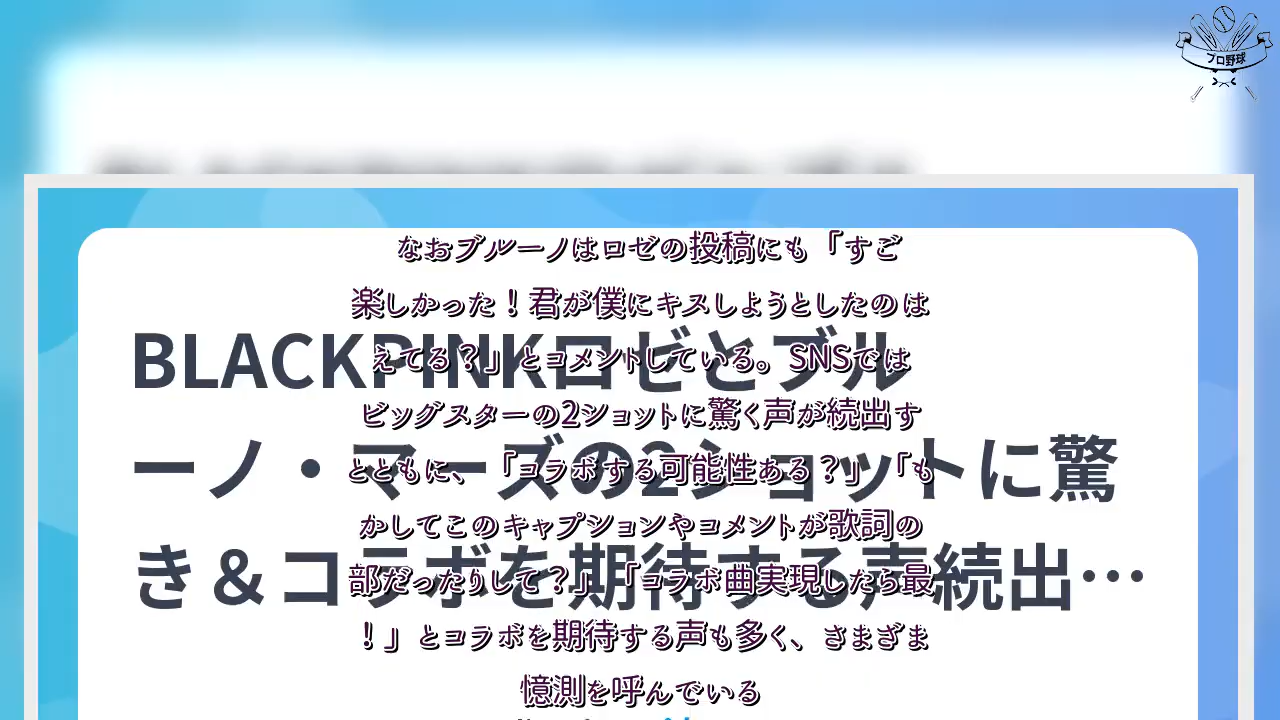 プロ野球
なおブルーノはロゼの投稿にも「すご
楽しかった！君が僕にキスしようとしたのは
えてる？」とコメントしている。SNSでは
ビッグスターの2ショットに驚く声が続出す
とともに、「コラボする可能性ある？」「も
かしてこのキャプションやコメントが歌詞の
部だったりして？」「コラボ曲実現したら最
！」とコラボを期待する声も多く、さまざま
憶測を呼んでいる
BLACKPINKロゼとブル
ーノ・マーズの2ショットに驚
き＆コラボを期待する声続出…